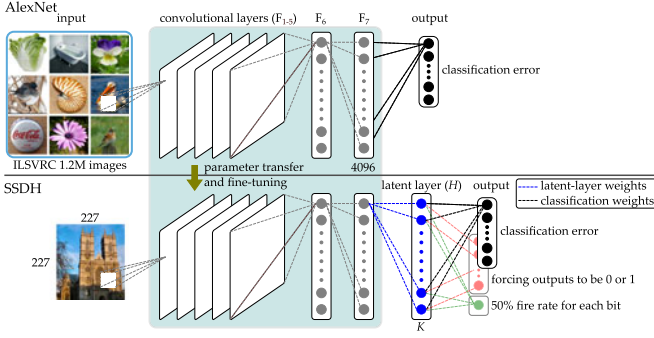 AlexNet
input
convolutional layers (F1-5)
F6
F7
output
classification error
Coca-Cola
ILSVRC 1.2M images
parameter transfer
and fine-tuning
4096
SSDH
latent layer (H)
output
latent-layer weights
classification weights
227
227
classification error
forcing outputs to be 0 or 1
50% fire rate for each bit
K